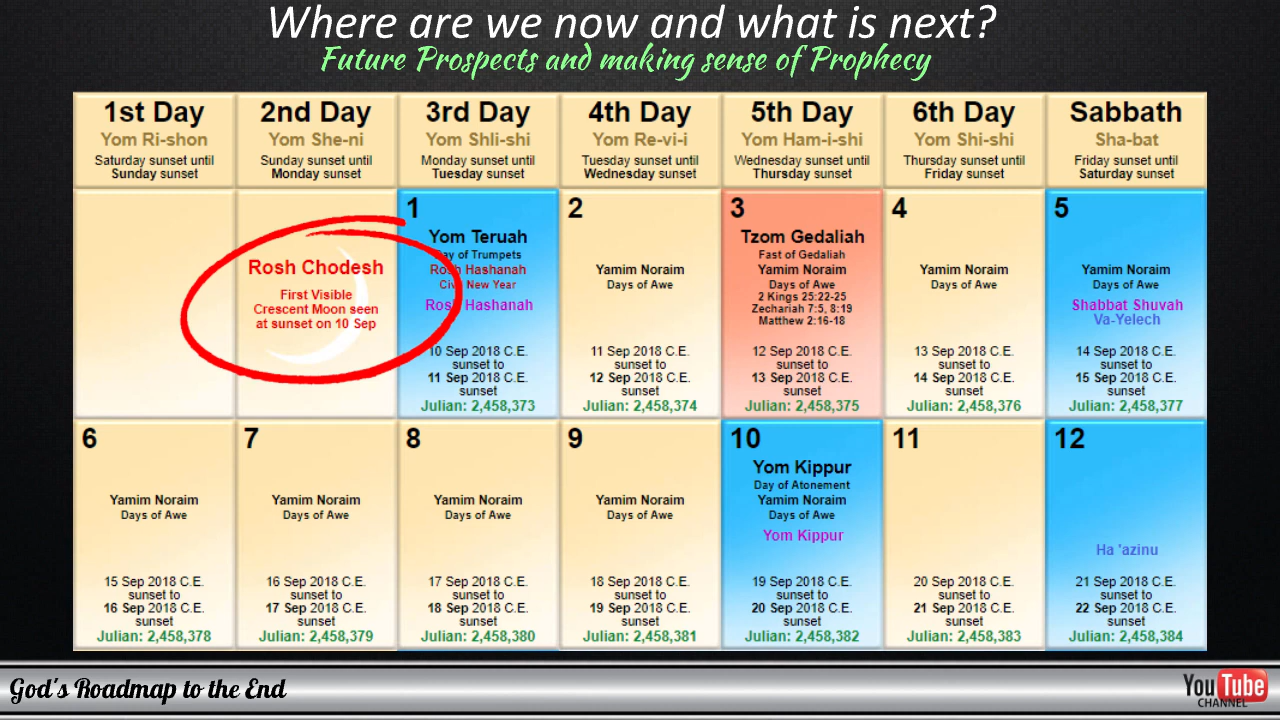 Where are we now and what is next?
Future Prospects and making sense of Prophecy
1st Day
Yom Ri-shon
Saturday sunset until
Sunday sunset
2nd Day
Yom She-ni
Sunday sunset until
Monday sunset
3rd Day
Yom Shli-shi
Monday sunset until
Tuesday sunset
4th Day
Yom Re-vi-i
Tuesday sunset until
Wednesday sunset
5th Day
Yom Ham-i-shi
Wednesday sunset until
Thursday sunset
6th Day
Yom Shi-shi
Thursday sunset until
Friday sunset
Sabbath
Sha-bat
Friday sunset until
Saturday sunset
Rosh Chodesh
First Visible
Crescent Moon seen
at sunset on 10 Sep
1
Yom Teruah
Day of Trumpets
Rosh Hashanah
Civil New Year
Rosh Hashanah
10 Sep 2018 C.E.
sunset to
11 Sep 2018 C.E.
sunset
Julian: 2,458,373
2
Yamim Noraim
Days of Awe
11 Sep 2018 C.E.
sunset to
12 Sep 2018 C.E.
sunset
Julian: 2,458,374
3
Tzom Gedaliah
Fast of Gedaliah
Yamim Noraim
Days of Awe
2 Kings 25:22-25
Zechariah 7:5, 8:19
Matthew 2:16-18
12 Sep 2018 C.E.
sunset to
13 Sep 2018 C.E.
sunset
Julian: 2,458,375
4
Yamim Noraim
Days of Awe
13 Sep 2018 C.E.
sunset to
14 Sep 2018 C.E.
sunset
Julian: 2,458,376
5
Yamim Noraim
Days of Awe
Shabbat Shuvah
Va-Yelech
14 Sep 2018 C.E.
sunset to
15 Sep 2018 C.E.
sunset
Julian: 2,458,377
6
Yamim Noraim
Days of Awe
15 Sep 2018 C.E.
sunset to
16 Sep 2018 C.E.
sunset
Julian: 2,458,378
7
Yamim Noraim
Days of Awe
16 Sep 2018 C.E.
sunset to
17 Sep 2018 C.E.
sunset
Julian: 2,458,379
8
Yamim Noraim
Days of Awe
17 Sep 2018 C.E.
sunset to
18 Sep 2018 C.E.
sunset
Julian: 2,458,380
9
Yamim Noraim
Days of Awe
18 Sep 2018 C.E.
sunset to
19 Sep 2018 C.E.
sunset
Julian: 2,458,381
10
Yom Kippur
Day of Atonement
Yamim Noraim
Days of Awe
Yom Kippur
19 Sep 2018 C.E.
sunset to
20 Sep 2018 C.E.
sunset
Julian: 2,458,382
11
20 Sep 2018 C.E.
sunset to
21 Sep 2018 C.E.
sunset
Julian: 2,458,383
12
Ha 'azinu
21 Sep 2018 C.E.
sunset to
22 Sep 2018 C.E.
sunset
Julian: 2,458,384
God's Roadmap to the End
YouTube
CHANNEL